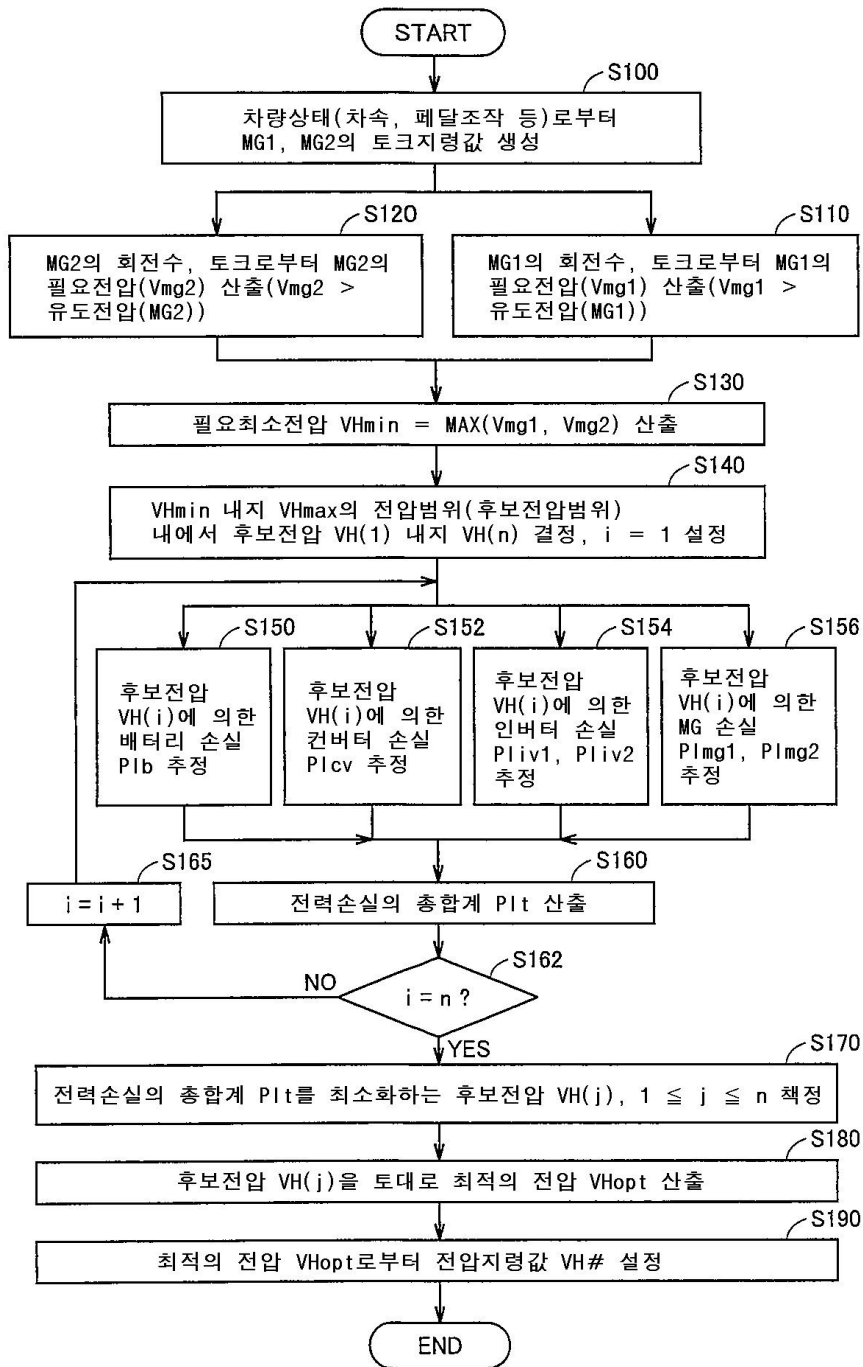 START
S100
차량상태(차속, 페달조작 등)로부터
MG1, MG2의 토크지령값 생성
S120
MG2의 회전수, 토크로부터 MG2의
필요전압(Vmg2) 산출(Vmg2 >
유도전압(MG2))
S110
MG1의 회전수, 토크로부터 MG1의
필요전압(Vmg1) 산출(Vmg1 >
유도전압(MG1))
S130
필요최소전압 VHmin = MAX(Vmg1, Vmg2) 산출
S140
VHmin 내지 VHmax의 전압범위(후보전압범위)
내에서 후보전압 VH(1) 내지 VH(n) 결정, i = 1 설정
S150
후보전압
VH(i)에 의한
배터리 손실
Plb 추정
S152
후보전압
VH(i)에 의한
컨버터 손실
Plcv 추정
S154
후보전압
VH(i)에 의한
인버터 손실
Pliv1, Pliv2
추정
S156
후보전압
VH(i)에 의한
MG 손실
Plmg1, Plmg2
추정
S165
i=i+1
S160
전력손실의 총합계 Plt 산출
S162
i=n?
NO
YES
S170
전력손실의 총합계 Plt를 최소화하는 후보전압 VH(j), 1 ≦ j ≦ n 책정
S180
후보전압 VH(j)을 토대로 최적의 전압 VHopt 산출
S190
최적의 전압 VHopt로부터 전압지령값 VH# 설정
END